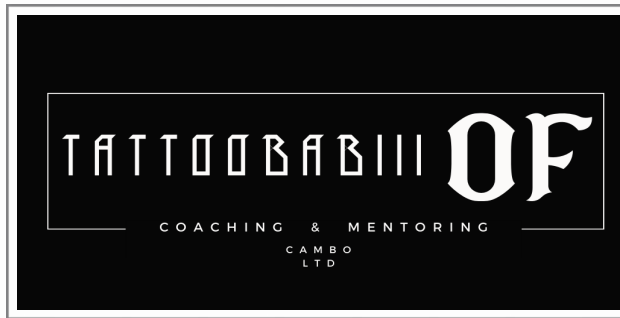 TATTOOBABIII OF
COACHING & MENTORING
CAMBO
LTD